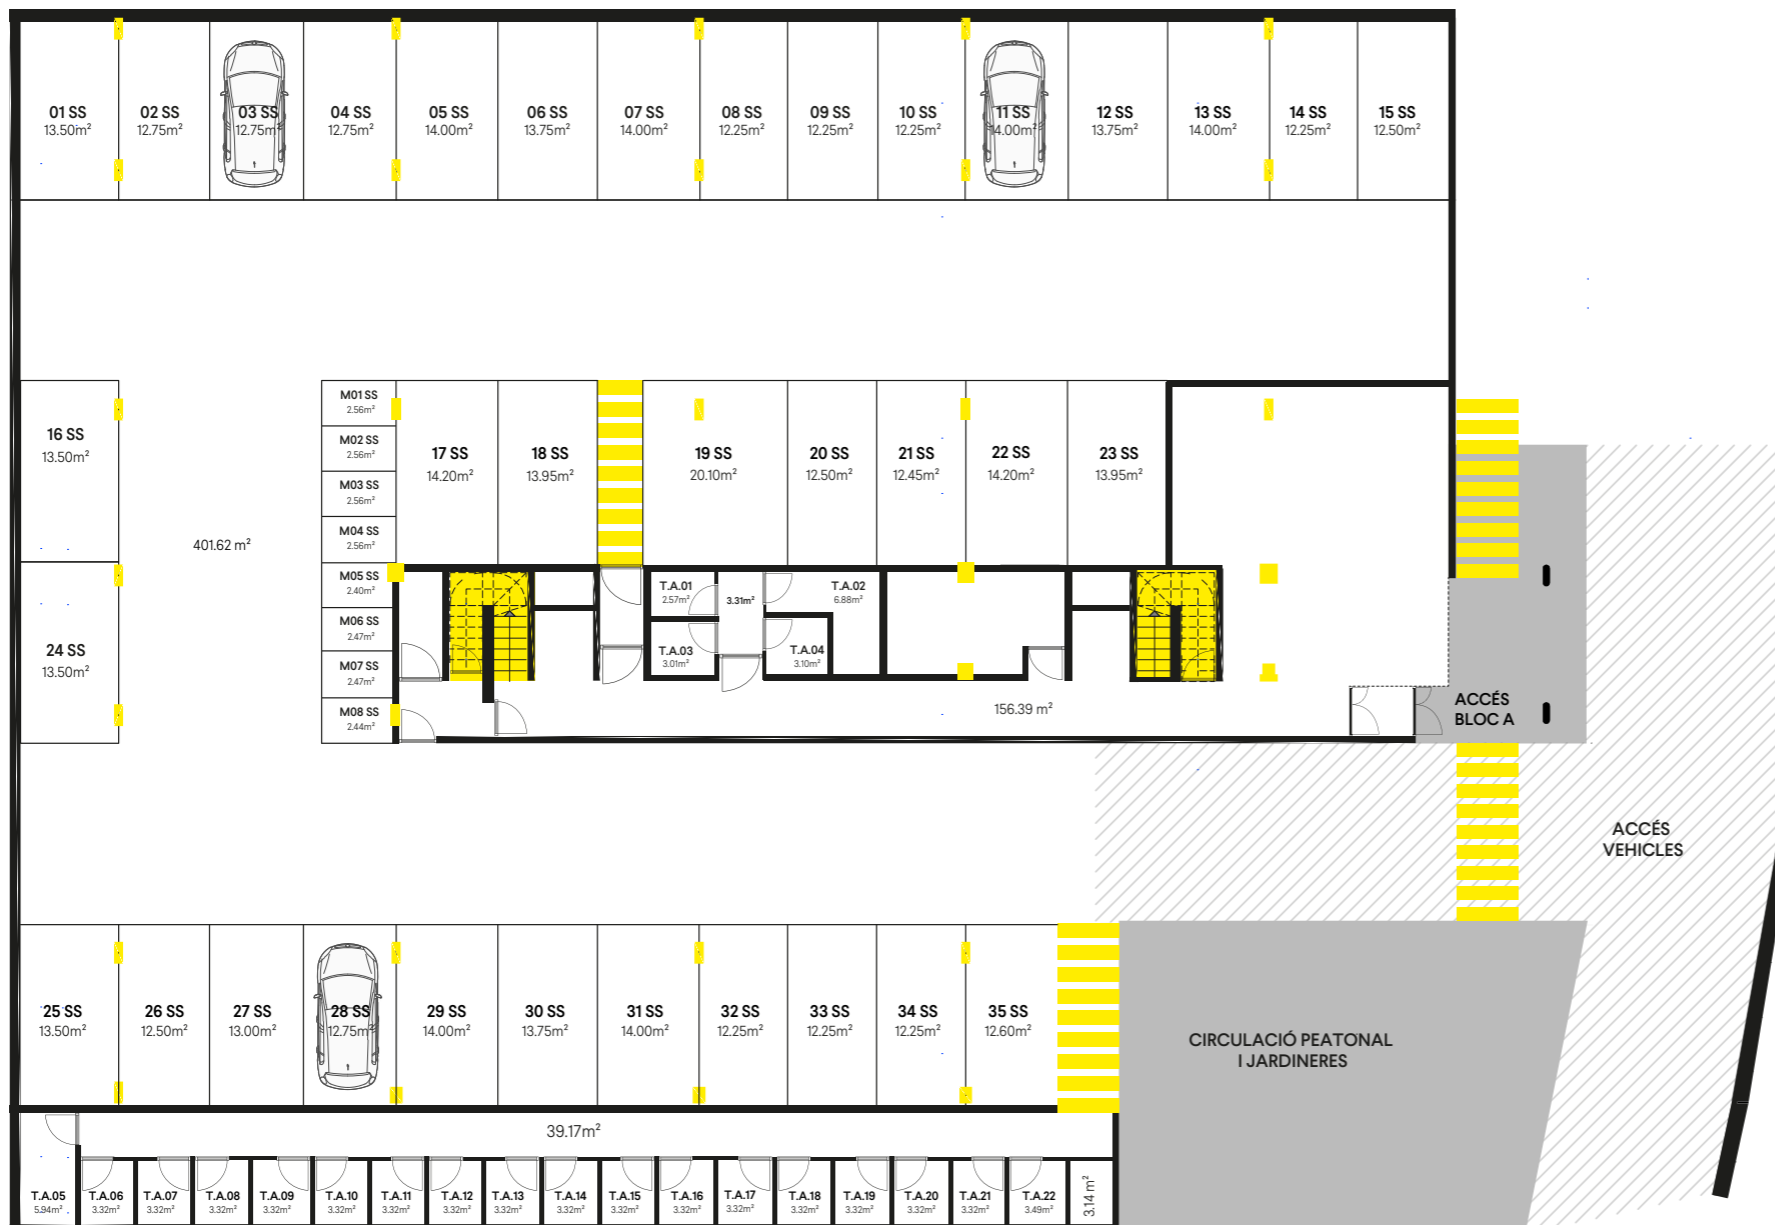 01 SS
13.50m²
02 SS
12.75m²
03 SS
12.75m²
04 SS
12.75m²
05 SS
14.00m²
06 SS
13.75m²
07 SS
14.00m²
08 SS
12.25m²
09 SS
12.25m²
10 SS
12.25m²
11 SS
14.00m²
12 SS
13.75m²
13 SS
14.00m²
14 SS
12.25m²
15 SS
12.50m²
16 SS
13.50m²
401.62 m²
M01 SS
2.56m²
M02 SS
2.56m²
M03 SS
2.56m²
M04 SS
2.56m²
M05 SS
2.40m²
M06 SS
2.47m²
M07 SS
2.47m²
M08 SS
2.44m²
17 SS
14.20m²
18 SS
13.95m²
19 SS
20.10m²
20 SS
12.50m²
21 SS
12.45m²
22 SS
14.20m²
23 SS
13.95m²
24 SS
13.50m²
T.A.01
2.57m²
3.31m²
T.A.02
6.88m²
T.A.03
3.01m²
T.A.04
3.10m²
156.39 m²
ACCÉS
BLOC A
ACCÉS
VEHICLES
25 SS
13.50m²
26 SS
12.50m²
27 SS
13.00m²
28 SS
12.75m²
29 SS
14.00m²
30 SS
13.75m²
31 SS
14.00m²
32 SS
12.25m²
33 SS
12.25m²
34 SS
12.25m²
35 SS
12.60m²
CIRCULACIÓ PEATONAL
I JARDINERES
39.17m²
T.A.05
5.94m²
T.A.06
3.32m²
T.A.07
3.32m²
T.A.08
3.32m²
T.A.09
3.32m²
T.A.10
3.32m²
T.A.11
3.32m²
T.A.12
3.32m²
T.A.13
3.32m²
T.A.14
3.32m²
T.A.15
3.32m²
T.A.16
3.32m²
T.A.17
3.32m²
T.A.18
3.32m²
T.A.19
3.32m²
T.A.20
3.32m²
T.A.21
3.32m²
T.A.22
3.49m²
3.14 m²